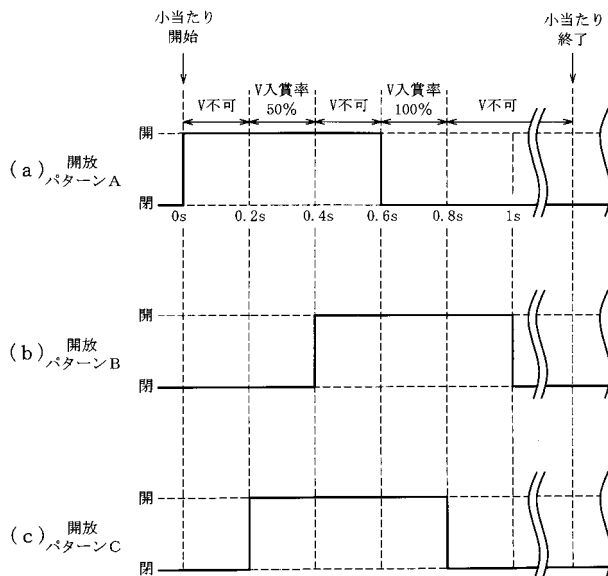 小当たり
開始
小当たり
終了
V入賞率
V入賞率
V不可
50%
V不可
100%
V不可
開
(a) 開放
パターンA
閉
0s 0.2s 0.4s 0.6s 0.8s 1s
開
(b) 開放
パターンB
閉
開
(c) 開放
パターンC
閉